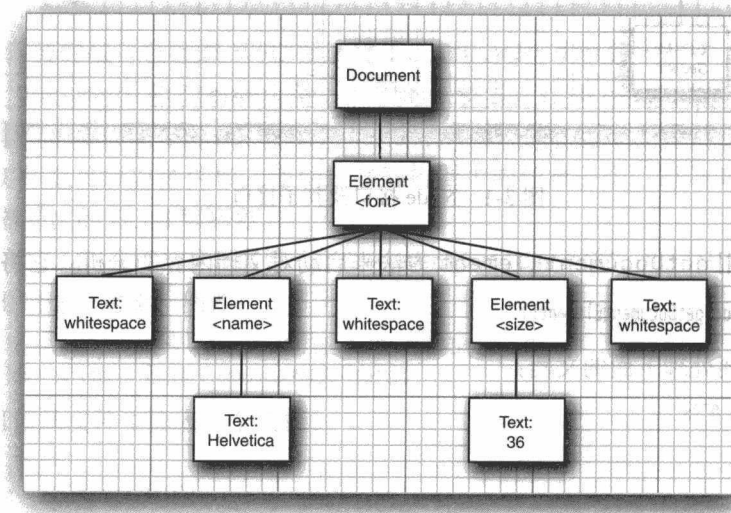 Document
Element
<font>
Text:
whitespace
Element
<name>
Text:
whitespace
Element
<size>
Text:
whitespace
Text:
Helvetica
Text:
36